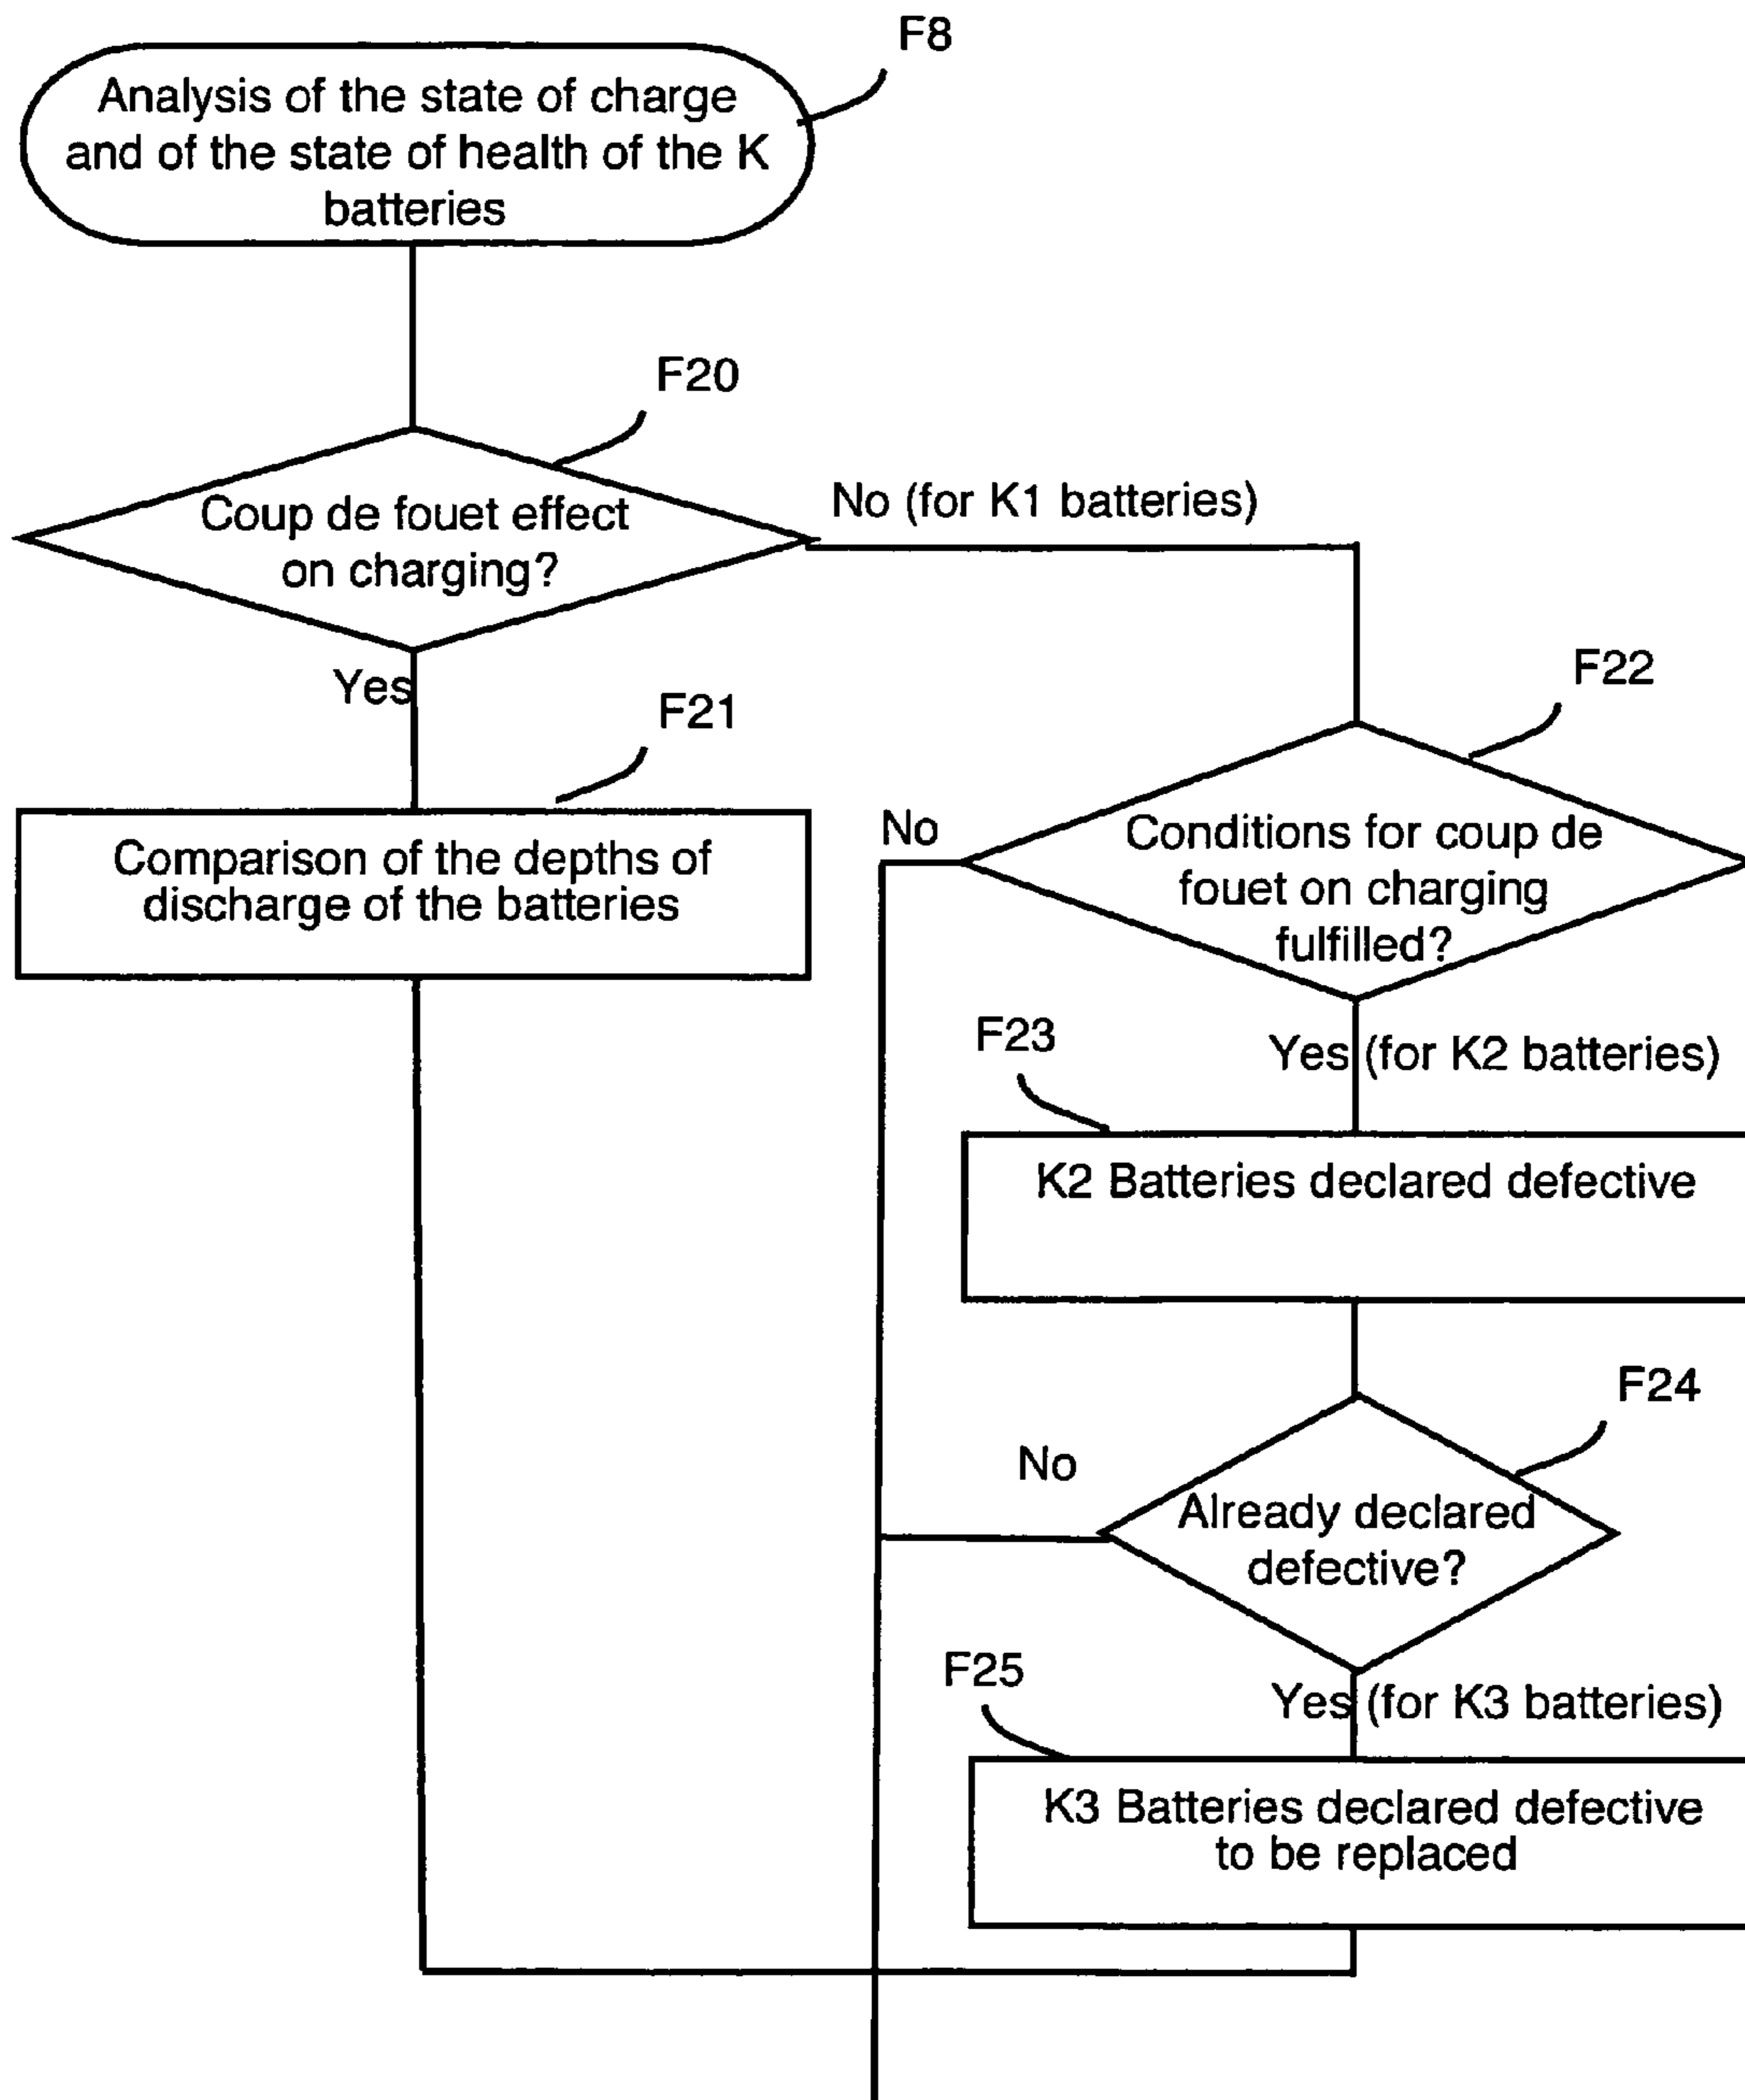 F8
Analysis of the state of charge
and of the state of health of the K
batteries
F20
Coup de fouet effect
on charging?
No (for K1 batteries)
Yes
F21
Comparison of the depths of
discharge of the batteries
F22
No
Conditions for coup de
fouet on charging
fulfilled?
F23
Yes (for K2 batteries)
K2 Batteries declared defective
F24
No
Already declared
defective?
F25
Yes (for K3 batteries)
K3 Batteries declared defective
to be replaced